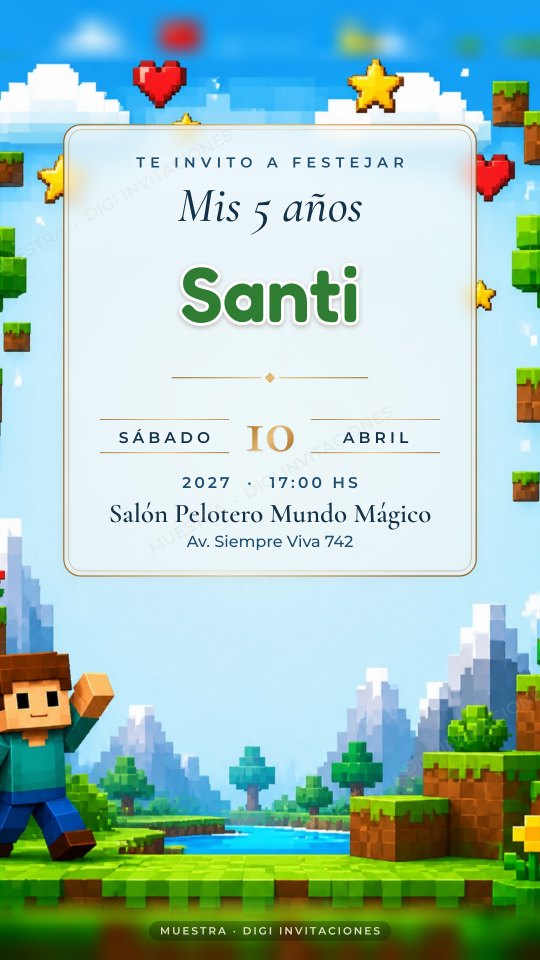 TE INVITO A FESTEJAR
Mis 5 años
Santi
SÁBADO 10 ABRIL
2027 · 17:00 HS
Salón Pelotero Mundo Mágico
Av. Siempre Viva 742
MUESTRA · DIGI INVITACIONES